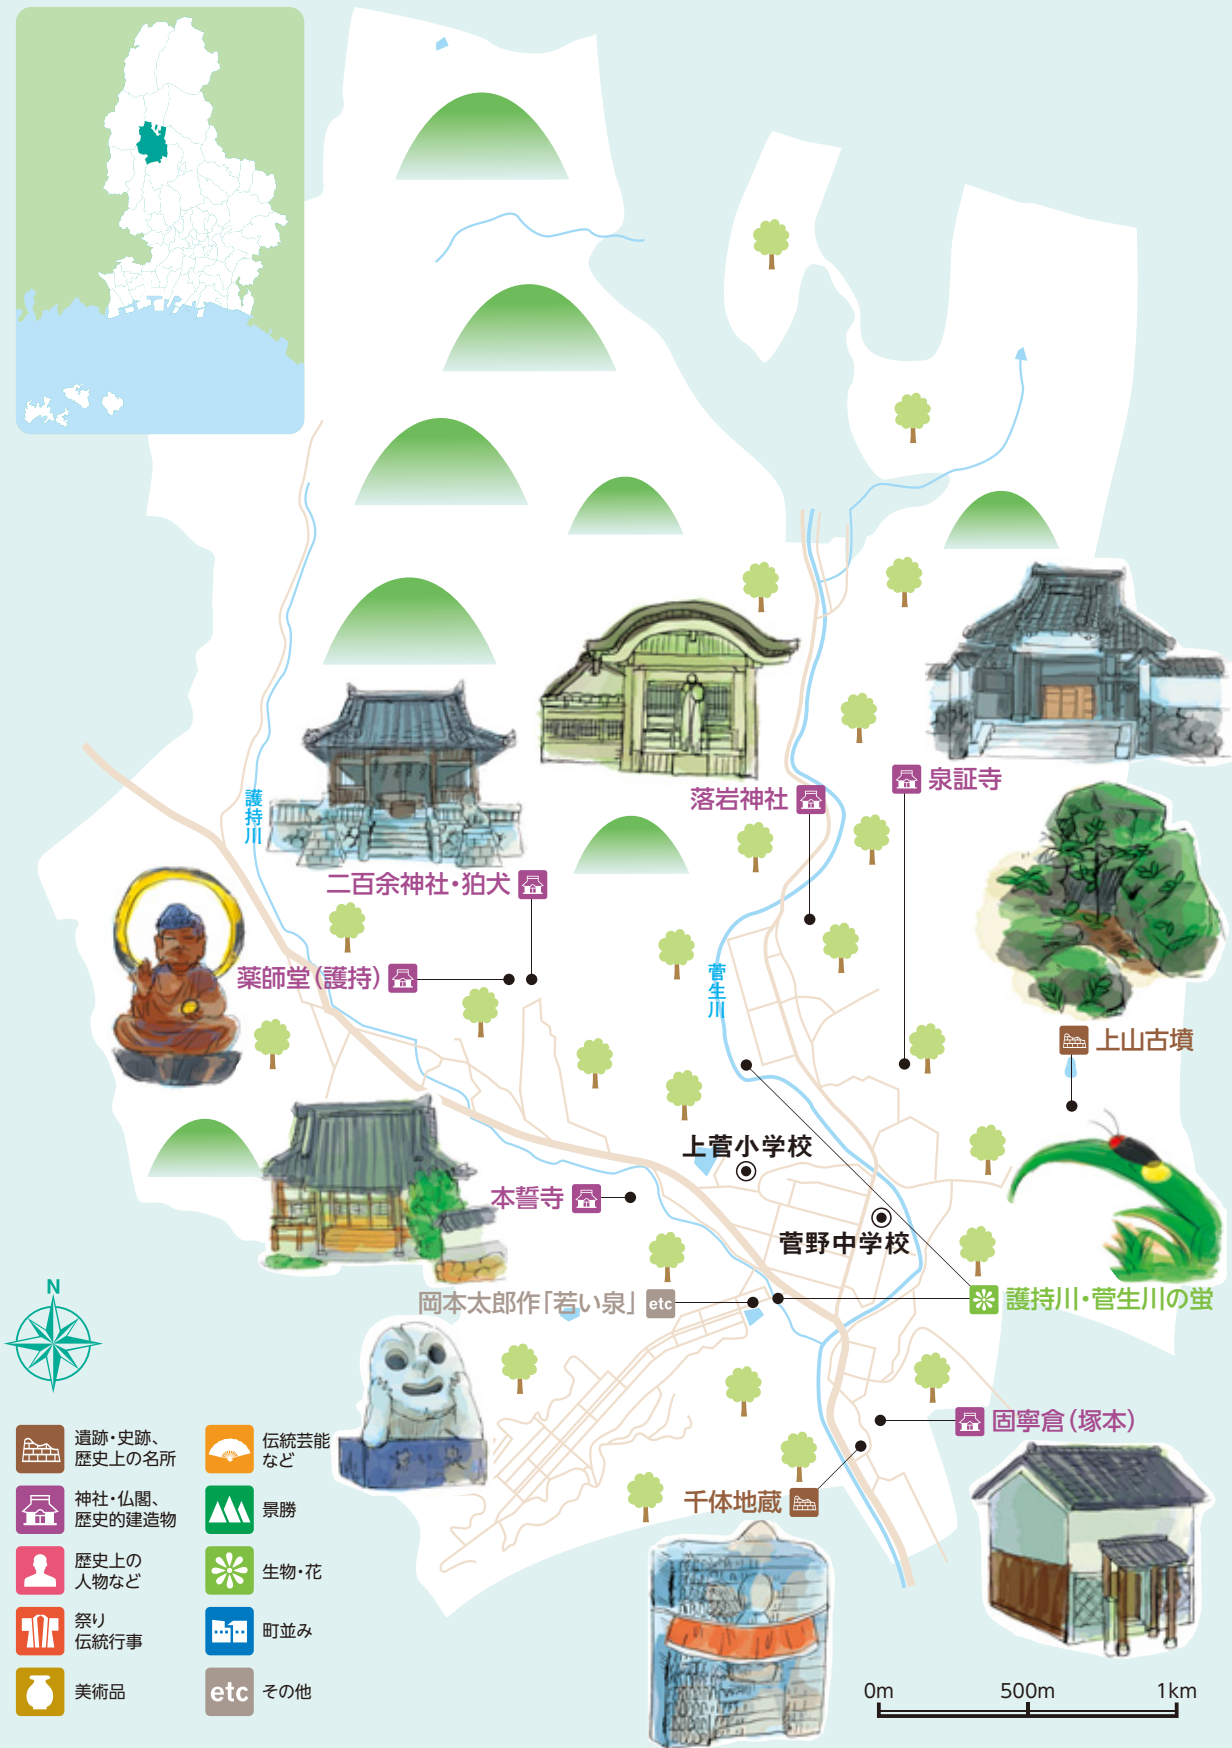 護持川
落岩神社
泉証寺
二百余神社・狛犬
薬師堂（護持）
菅生川
上山古墳
上菅小学校
本誓寺
菅野中学校
岡本太郎作「若い泉」
etc
護持川・菅生川の蛍
固寧倉（塚本）
千体地蔵
N
遺跡・史跡、
歴史上の名所
神社・仏閣、
歴史的建造物
歴史上の
人物など
祭り
伝統行事
美術品
伝統芸能
など
景勝
生物・花
町並み
etc
その他
0m
500m
1km